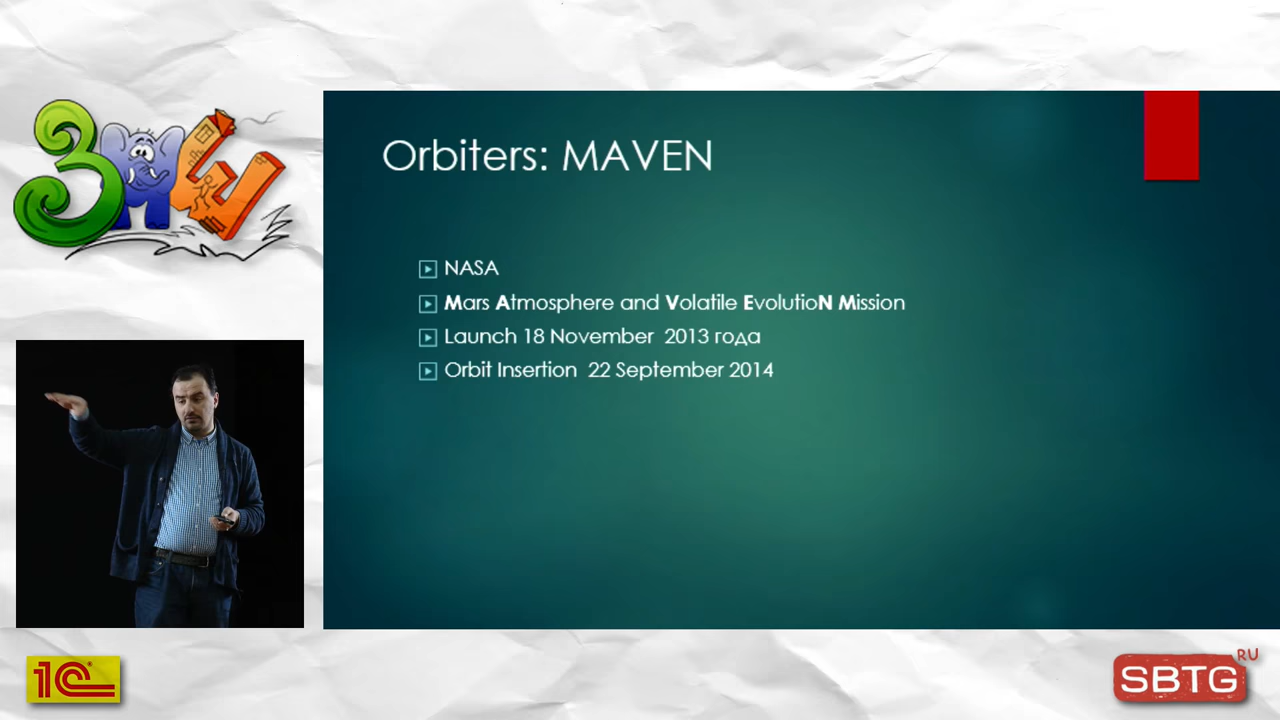 Orbiters: MAVEN
NASA
Mars Atmosphere and Volatile EvolutioN Mission
Launch 18 November 2013 года
Orbit Insertion 22 September 2014
1С
SBTG
RU